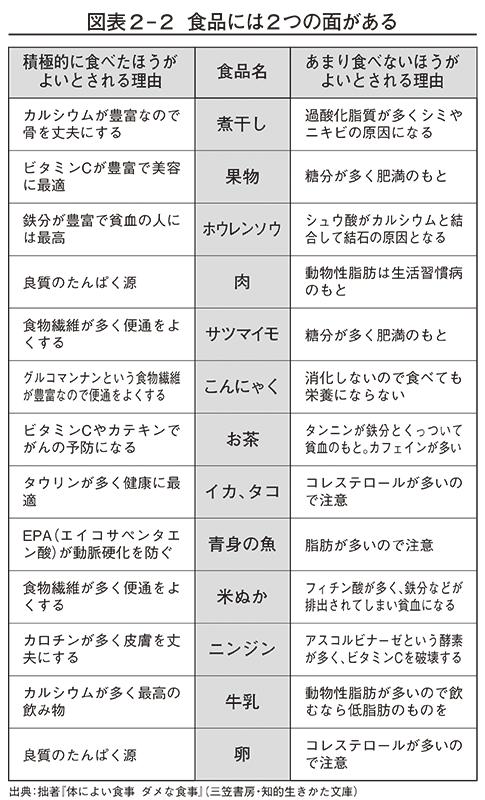 図表2-2 食品には2つの面がある
積極的に食べたほうが
よいとされる理由
食品名
あまり食べないほうが
よいとされる理由
カルシウムが豊富なので
骨を丈夫にする
煮干し
過酸化脂質が多くシミや
ニキビの原因になる
ビタミンCが豊富で美容
に最適
果物
糖分が多く肥満のもと
鉄分が豊富で貧血の人に
は最高
ホウレンソウ
シュウ酸がカルシウムと結
合して結石の原因となる
良質のたんぱく源
肉
動物性脂肪は生活習慣病
のもと
食物繊維が多く便通をよ
くする
サツマイモ
糖分が多く肥満のもと
グルコマンナンという食物繊維
が豊富なので便通をよくする
こんにゃく
消化しないので食べても
栄養にならない
ビタミンCやカテキンで
がんの予防になる
お茶
タンニンが鉄分とくっついて
貧血のもと。カフェインが多い
タウリンが多く健康に最
適
イカ、タコ
コレステロールが多いの
で注意
EPA(エイコサペンタエ
ン酸)が動脈硬化を防ぐ
青身の魚
脂肪が多いので注意
食物繊維が多く便通をよ
くする
米ぬか
フィチン酸が多く、鉄分などが
排出されてしまい貧血になる
カロチンが多く皮膚を丈
夫にする
ニンジン
アスコルビナーゼという酵素
が多く、ビタミンCを破壊する
カルシウムが多く最高の
飲み物
牛乳
動物性脂肪が多いので飲
むなら低脂肪のものを
良質のたんぱく源
卵
コレステロールが多いの
で注意
出典:拙著『体によい食事 ダメな食事』(三笠書房・知的生きかた文庫)